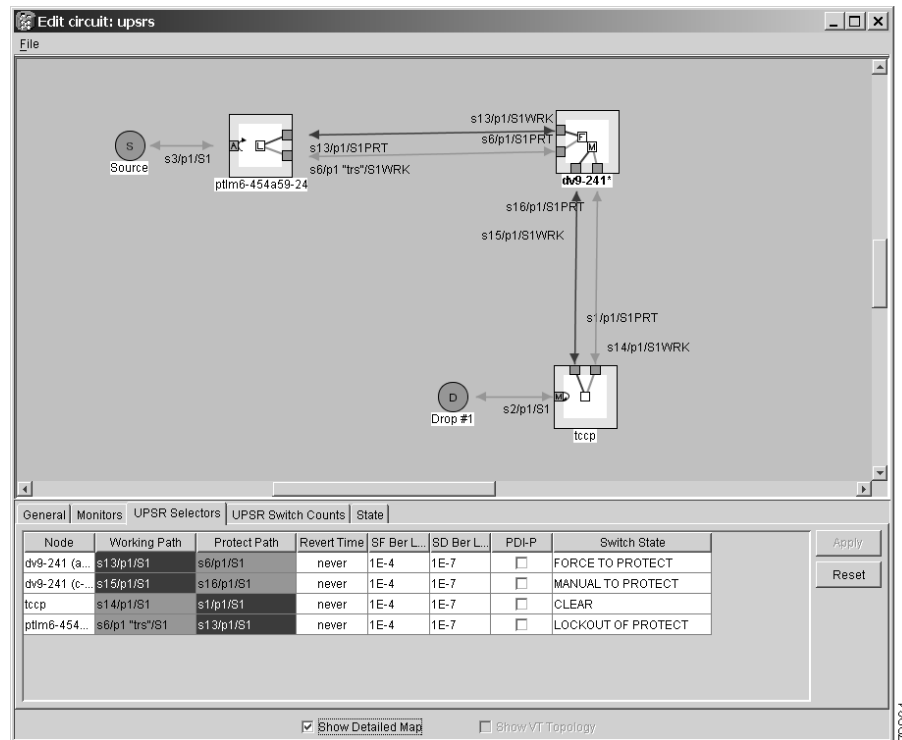 Edit circuit: upsrs
File
s13/p1/S1WRK
s6/p1/S1PRT
F
M
S
Source
s3/p1/S1
A
L
s13/p1/S1PRT
s6/p1 "trs"/S1WRK
ptlm6-454a59-24
dv9-241*
s16/p1/S1PRT
s15/p1/S1WRK
s1/p1/S1PRT
s14/p1/S1WRK
D
Drop #1
s2/p1/S1
M
tccp
General Monitors UPSR Selectors UPSR Switch Counts State
Node Working Path Protect Path Revert Time SF Ber L... SD Ber L... PDI-P Switch State
dv9-241 (a... s13/p1/S1 s6/p1/S1 never 1E-4 1E-7 FORCE TO PROTECT
dv9-241 (c-... s15/p1/S1 s16/p1/S1 never 1E-4 1E-7 MANUAL TO PROTECT
tccp s14/p1/S1 s1/p1/S1 never 1E-4 1E-7 CLEAR
ptlm6-454... s6/p1 "trs"/S1 s13/p1/S1 never 1E-4 1E-7 LOCKOUT OF PROTECT
Apply
Reset
Show Detailed Map Show VT Topology